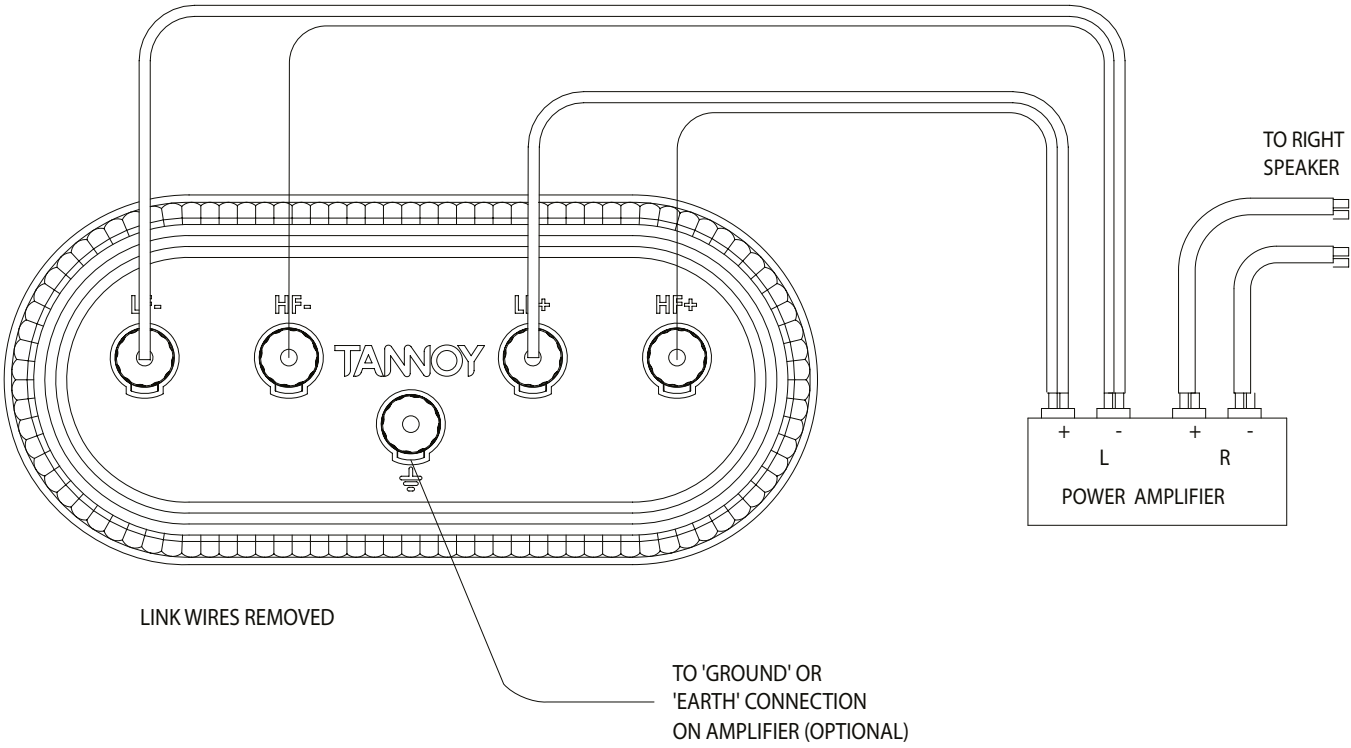 TO RIGHT
SPEAKER
LF-
HF-
LF+
HF+
TANNOY
+
-
+
-
L
R
POWER AMPLIFIER
LINK WIRES REMOVED
TO 'GROUND' OR
'EARTH' CONNECTION
ON AMPLIFIER (OPTIONAL)